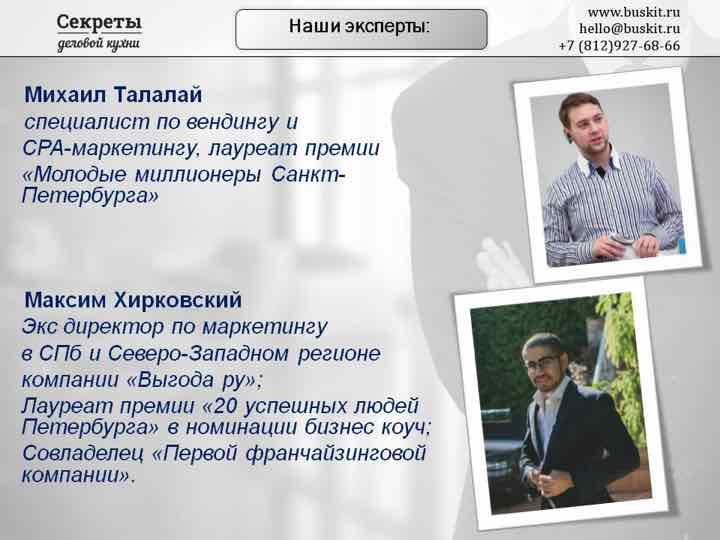 Секреты
деловой кухни
Наши эксперты:
www.buskit.ru
hello@buskit.ru
+7 (812)927-68-66
Михаил Талалай
специалист по вендингу и
СРА-маркетингу, лауреат премии
«Молодые миллионеры Санкт-
Петербурга»
Максим Хирковский
Экс директор по маркетингу
в СПб и Северо-Западном регионе
компании «Выгода ру»;
Лауреат премии «20 успешных людей
Петербурга» в номинации бизнес коуч;
Совладелец «Первой франчайзинговой
компании».